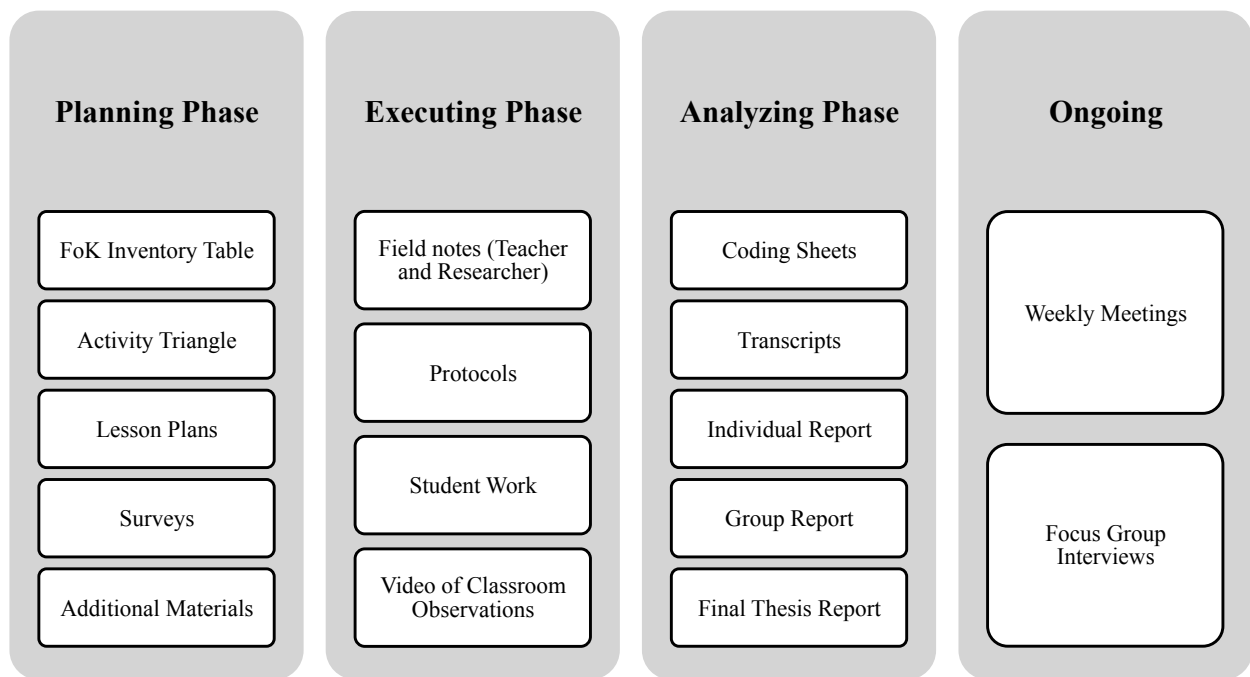 Planning Phase
FoK Inventory Table
Activity Triangle
Lesson Plans
Surveys
Additional Materials
Executing Phase
Field notes (Teacher
and Researcher)
Protocols
Student Work
Video of Classroom
Observations
Analyzing Phase
Coding Sheets
Transcripts
Individual Report
Group Report
Final Thesis Report
Ongoing
Weekly Meetings
Focus Group
Interviews